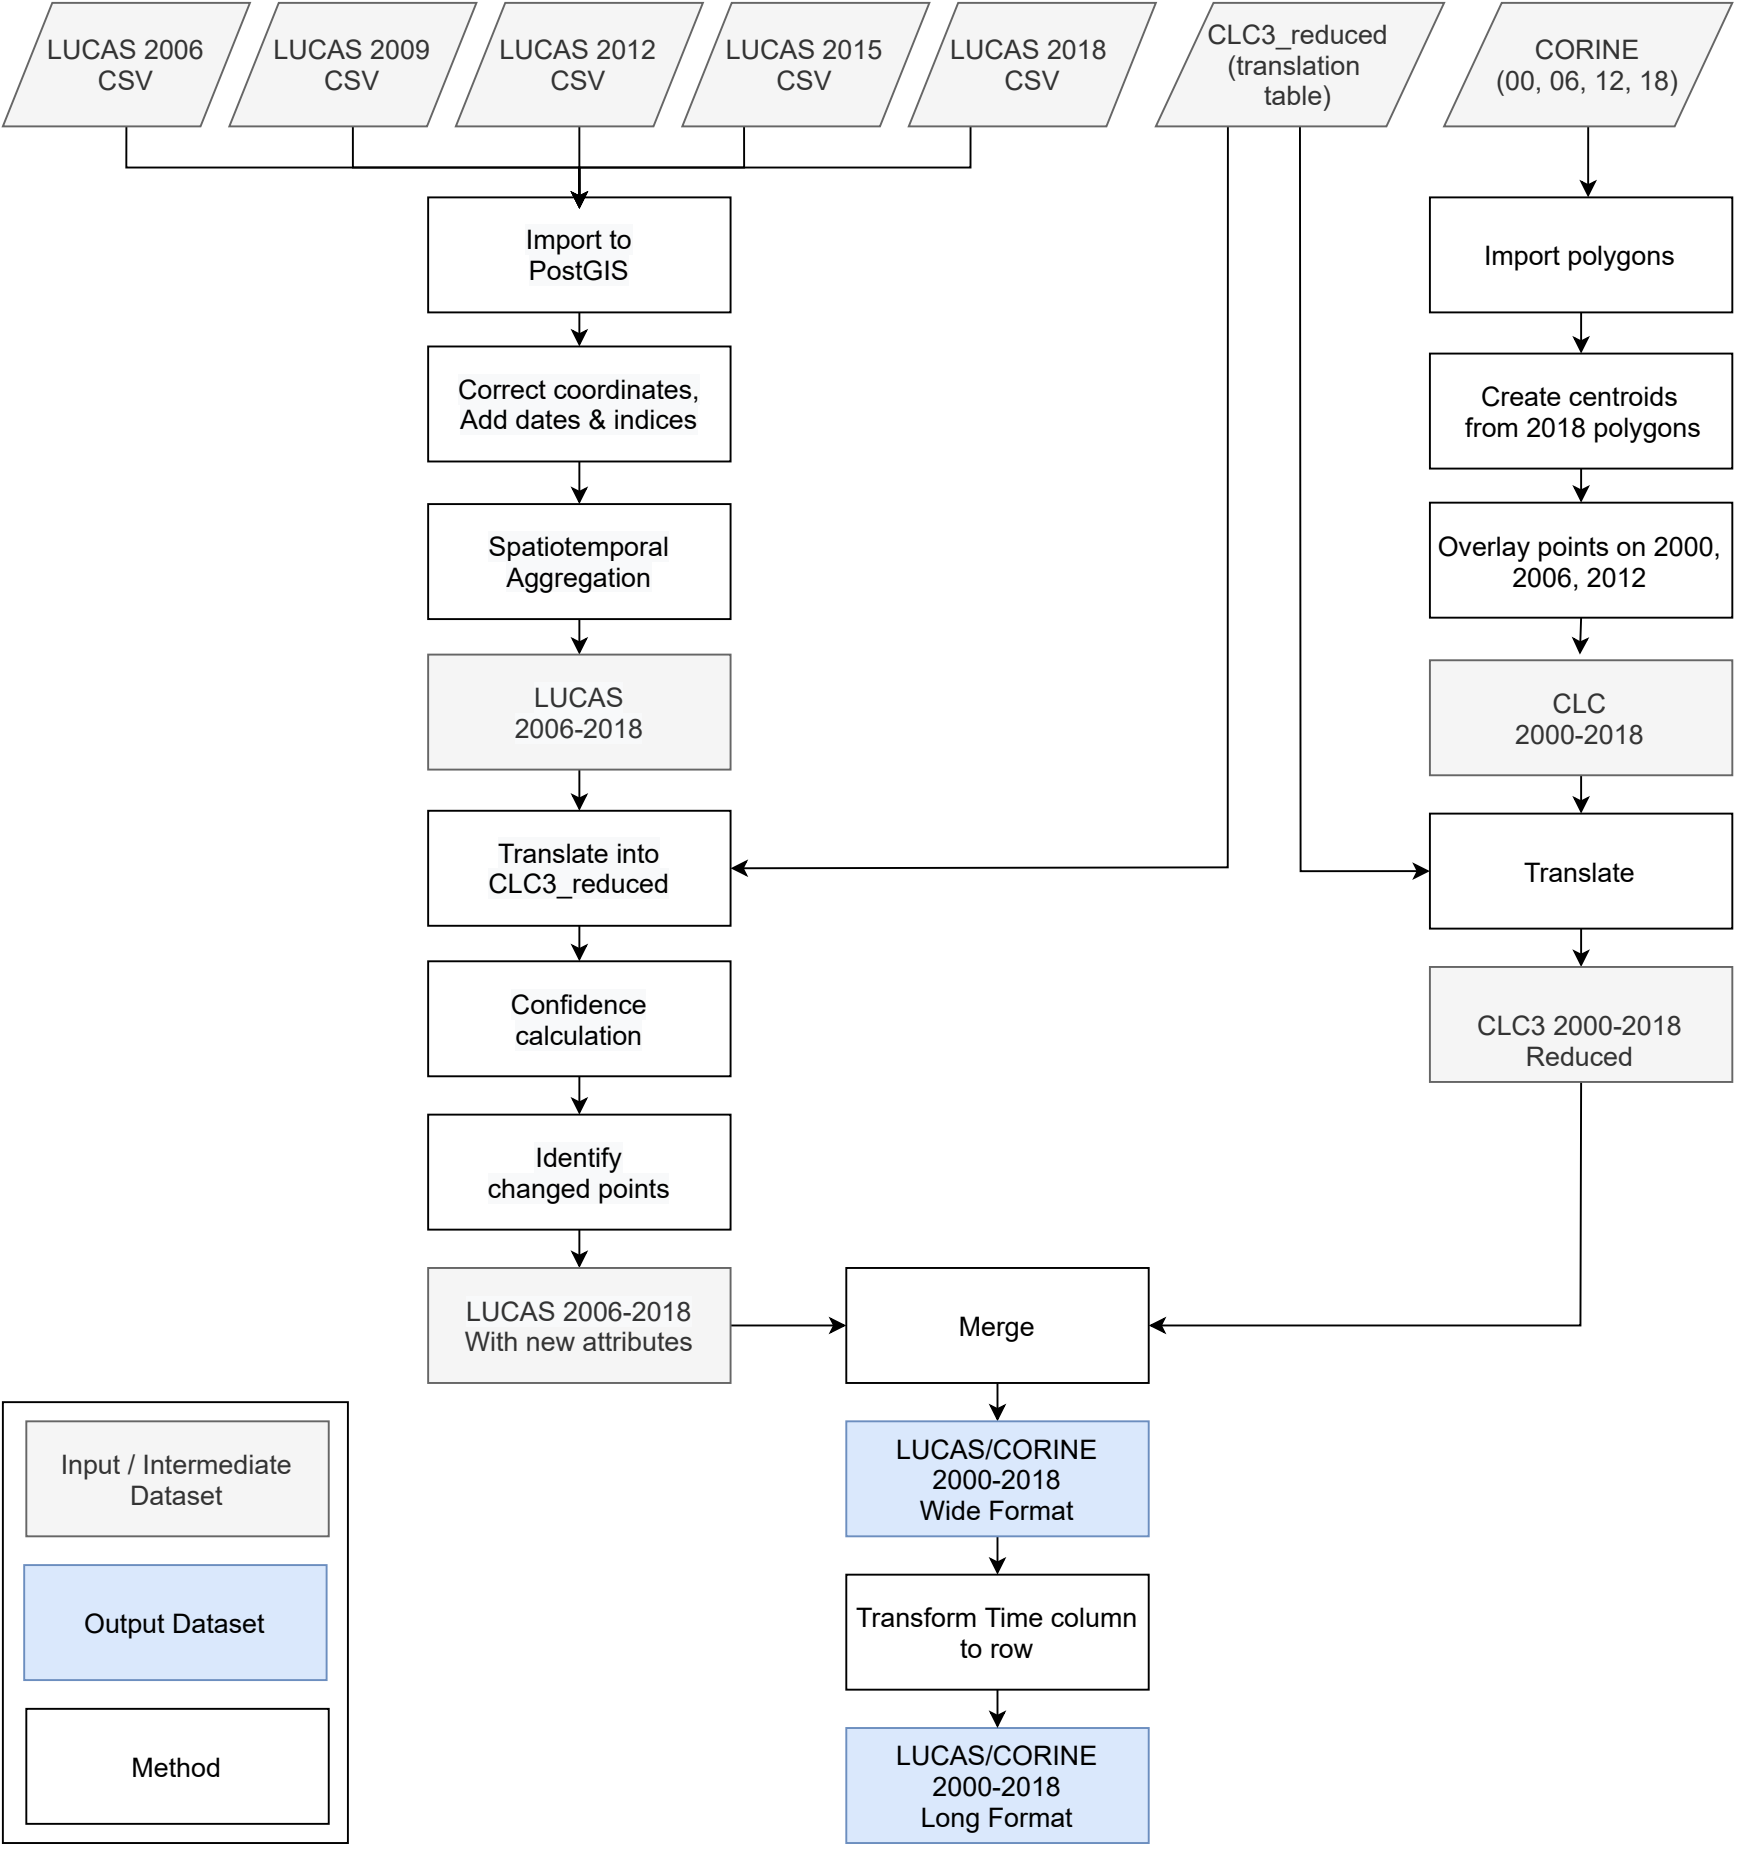 LUCAS 2006
CSV
LUCAS 2009
CSV
LUCAS 2012
CSV
LUCAS 2015
CSV
LUCAS 2018
CSV
CLC3_reduced
(translation
table)
CORINE
(00, 06, 12, 18)
Import to
PostGIS
Correct coordinates,
Add dates & indices
Spatiotemporal
Aggregation
LUCAS
2006-2018
Translate into
CLC3_reduced
Confidence
calculation
Identify
changed points
LUCAS 2006-2018
With new attributes
Import polygons
Create centroids
from 2018 polygons
Overlay points on 2000,
2006, 2012
CLC
2000-2018
Translate
CLC3 2000-2018
Reduced
Merge
LUCAS/CORINE
2000-2018
Wide Format
Transform Time column
to row
LUCAS/CORINE
2000-2018
Long Format
Input / Intermediate
Dataset
Output Dataset
Method